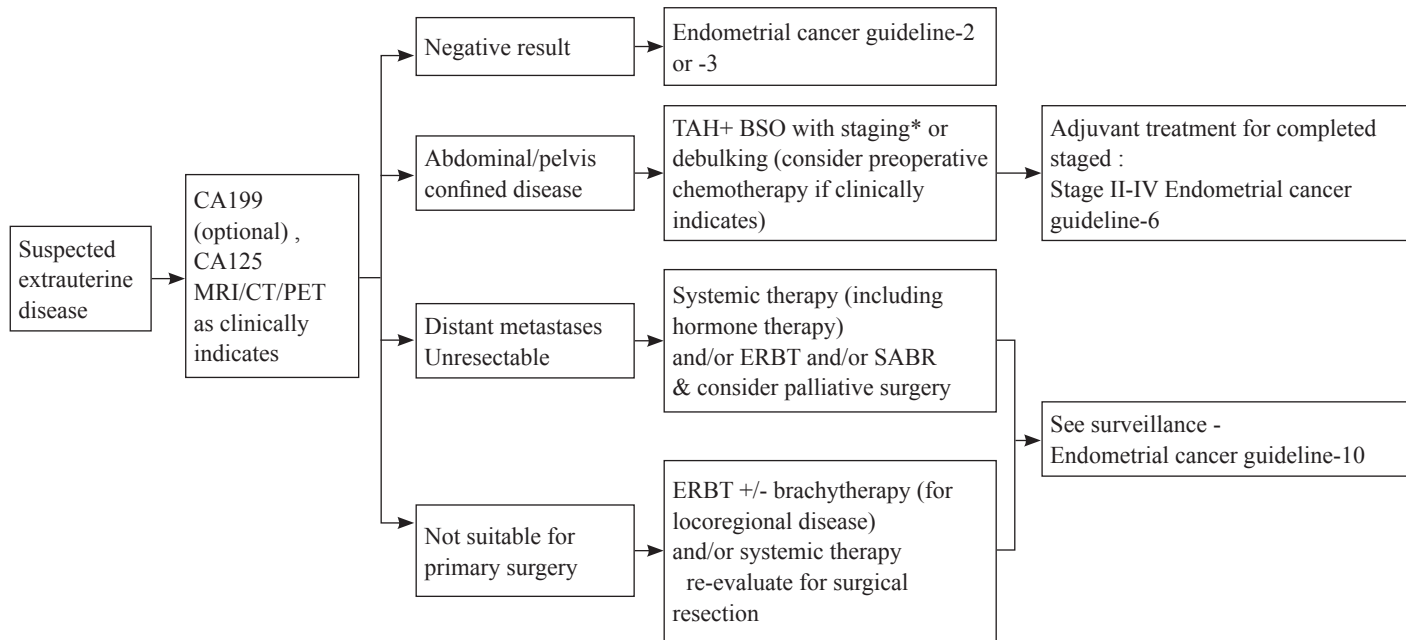 Suspected
extrauterine
disease
CA199
(optional) ,
CA125
MRI/CT/PET
as clinically
indicates
Negative result
Endometrial cancer guideline-2
or -3
Abdominal/pelvis
confined disease
TAH+ BSO with staging* or
debulking (consider preoperative
chemotherapy if clinically
indicates)
Adjuvant treatment for completed
staged :
Stage II-IV Endometrial cancer
guideline-6
Distant metastases
Unresectable
Systemic therapy (including
hormone therapy)
and/or ERBT and/or SABR
& consider palliative surgery
Not suitable for
primary surgery
ERBT +/- brachytherapy (for
locoregional disease)
and/or systemic therapy
re-evaluate for surgical
resection
See surveillance -
Endometrial cancer guideline-10